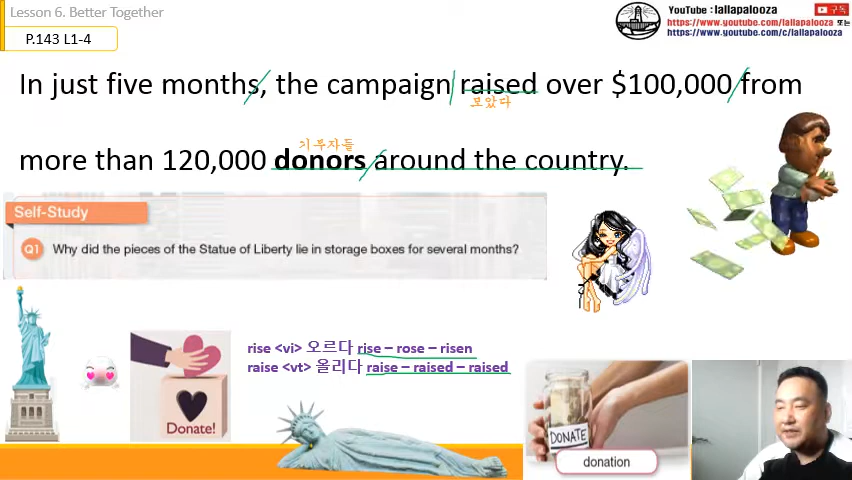 Lesson 6. Better Together
P.143 L1-4
YouTube : lallapalooza
구독
https://www.youtube.com/lallapalooza 또는
https://www.youtube.com/c/lallapalooza
In just five months, the campaign raised over $100,000 from
모았다
기부자들
more than 120,000 donors around the country.
Self-Study
Q1 Why did the pieces of the Statue of Liberty lie in storage boxes for several months?
rise <vi> 오르다 rise – rose – risen
raise <vt> 올리다 raise – raised – raised
Donate!
DONATE
donation